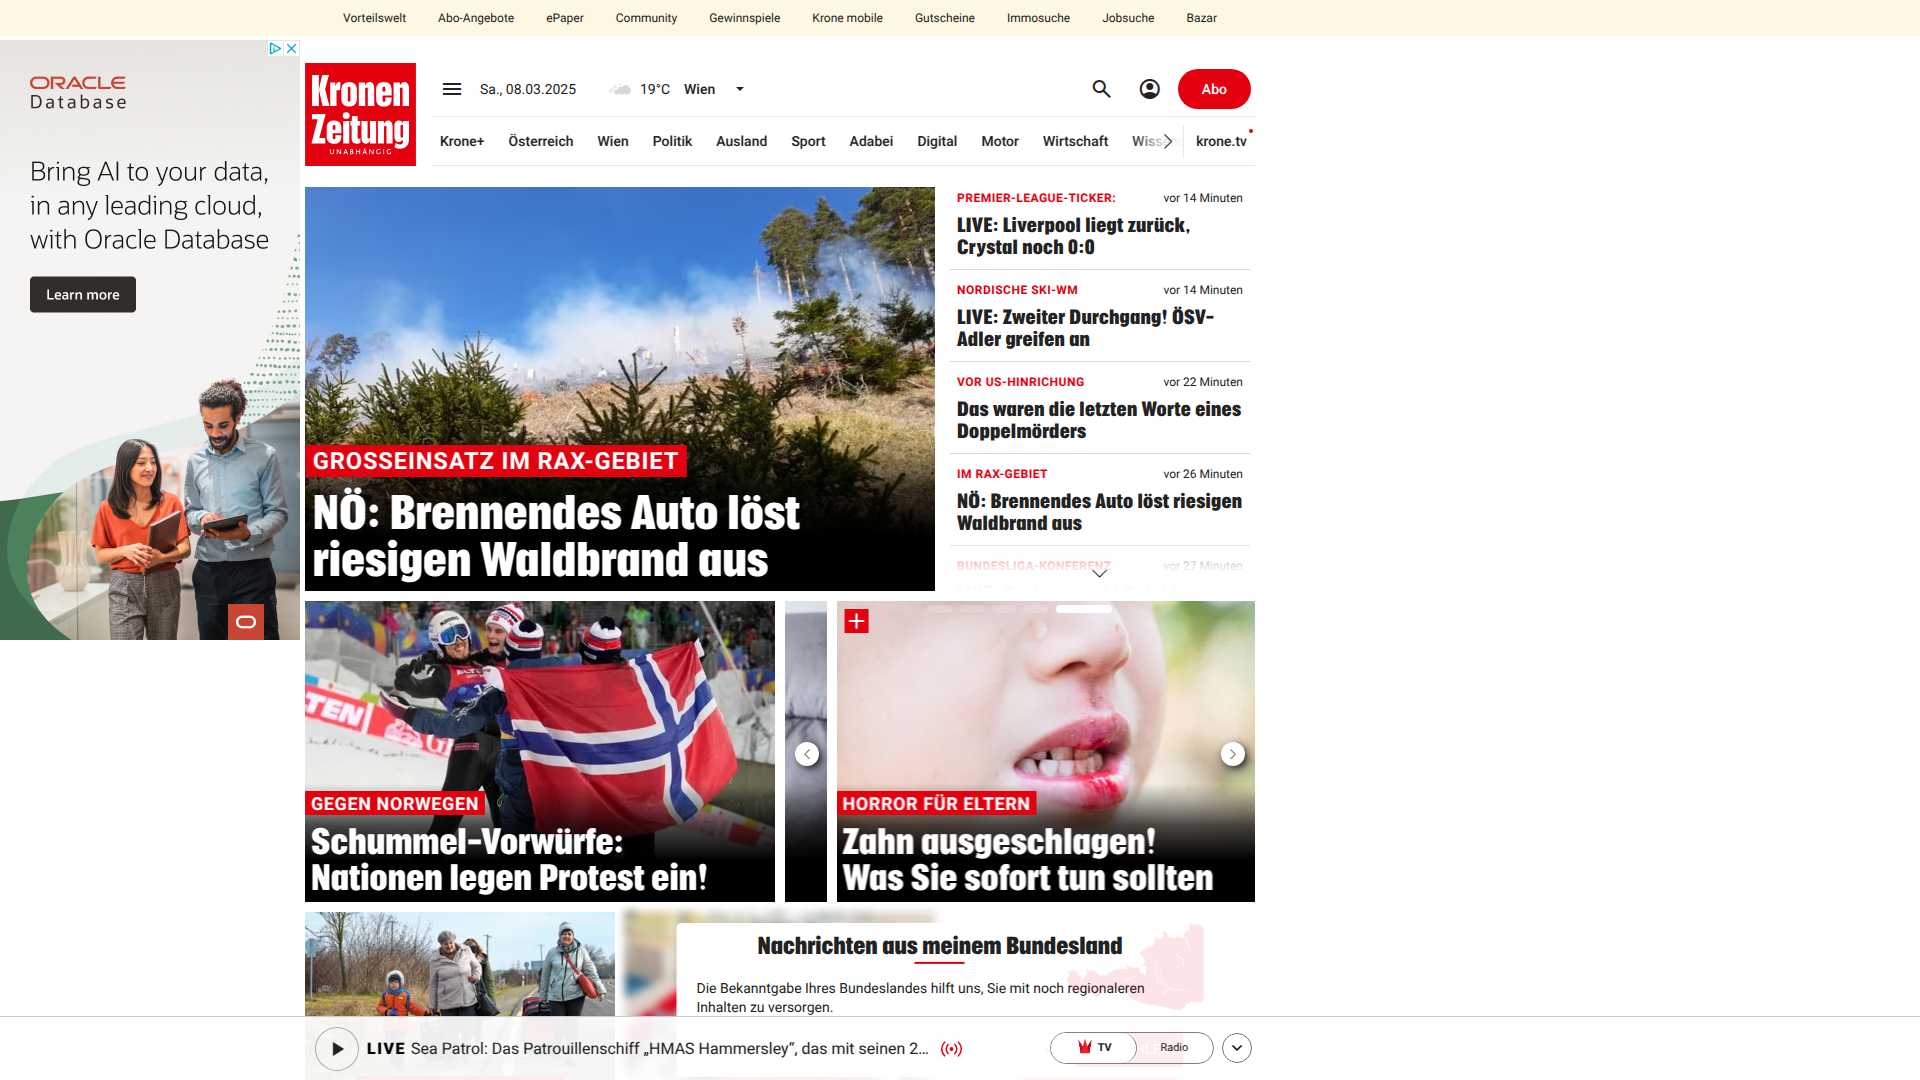 Vorteilswelt Abo-Angebote ePaper Community Gewinnspiele Krone mobile Gutscheine Immosuche Jobsuche Bazar
ORACLE
Database
Bring AI to your data,
in any leading cloud,
with Oracle Database
Learn more
Kronen
Zeitung
UNABHÄNGIG
Sa., 08.03.2025 19°C Wien
Abo
Krone+ Österreich Wien Politik Ausland Sport Adabei Digital Motor Wirtschaft krone.tv
GROSSEINSATZ IM RAX-GEBIET
NÖ: Brennendes Auto löst
riesigen Waldbrand aus
PREMIER-LEAGUE-TICKER: vor 14 Minuten
LIVE: Liverpool liegt zurück,
Crystal noch 0:0
NORDISCHE SKI-WM vor 14 Minuten
LIVE: Zweiter Durchgang! ÖSV-
Adler greifen an
VOR US-HINRICHUNG vor 22 Minuten
Das waren die letzten Worte eines
Doppelmörders
IM RAX-GEBIET vor 26 Minuten
NÖ: Brennendes Auto löst riesigen
Waldbrand aus
BUNDESLIGA-KONFERENZ vor 27 Minuten
GEGEN NORWEGEN
Schummel-Vorwürfe:
Nationen legen Protest ein!
HORROR FÜR ELTERN
Zahn ausgeschlagen!
Was Sie sofort tun sollten
Nachrichten aus meinem Bundesland
Die Bekanntgabe Ihres Bundeslandes hilft uns, Sie mit noch regionaleren
Inhalten zu versorgen.
LIVE Sea Patrol: Das Patrouillenschiff „HMAS Hammersley“, das mit seinen 2...
TV Radio